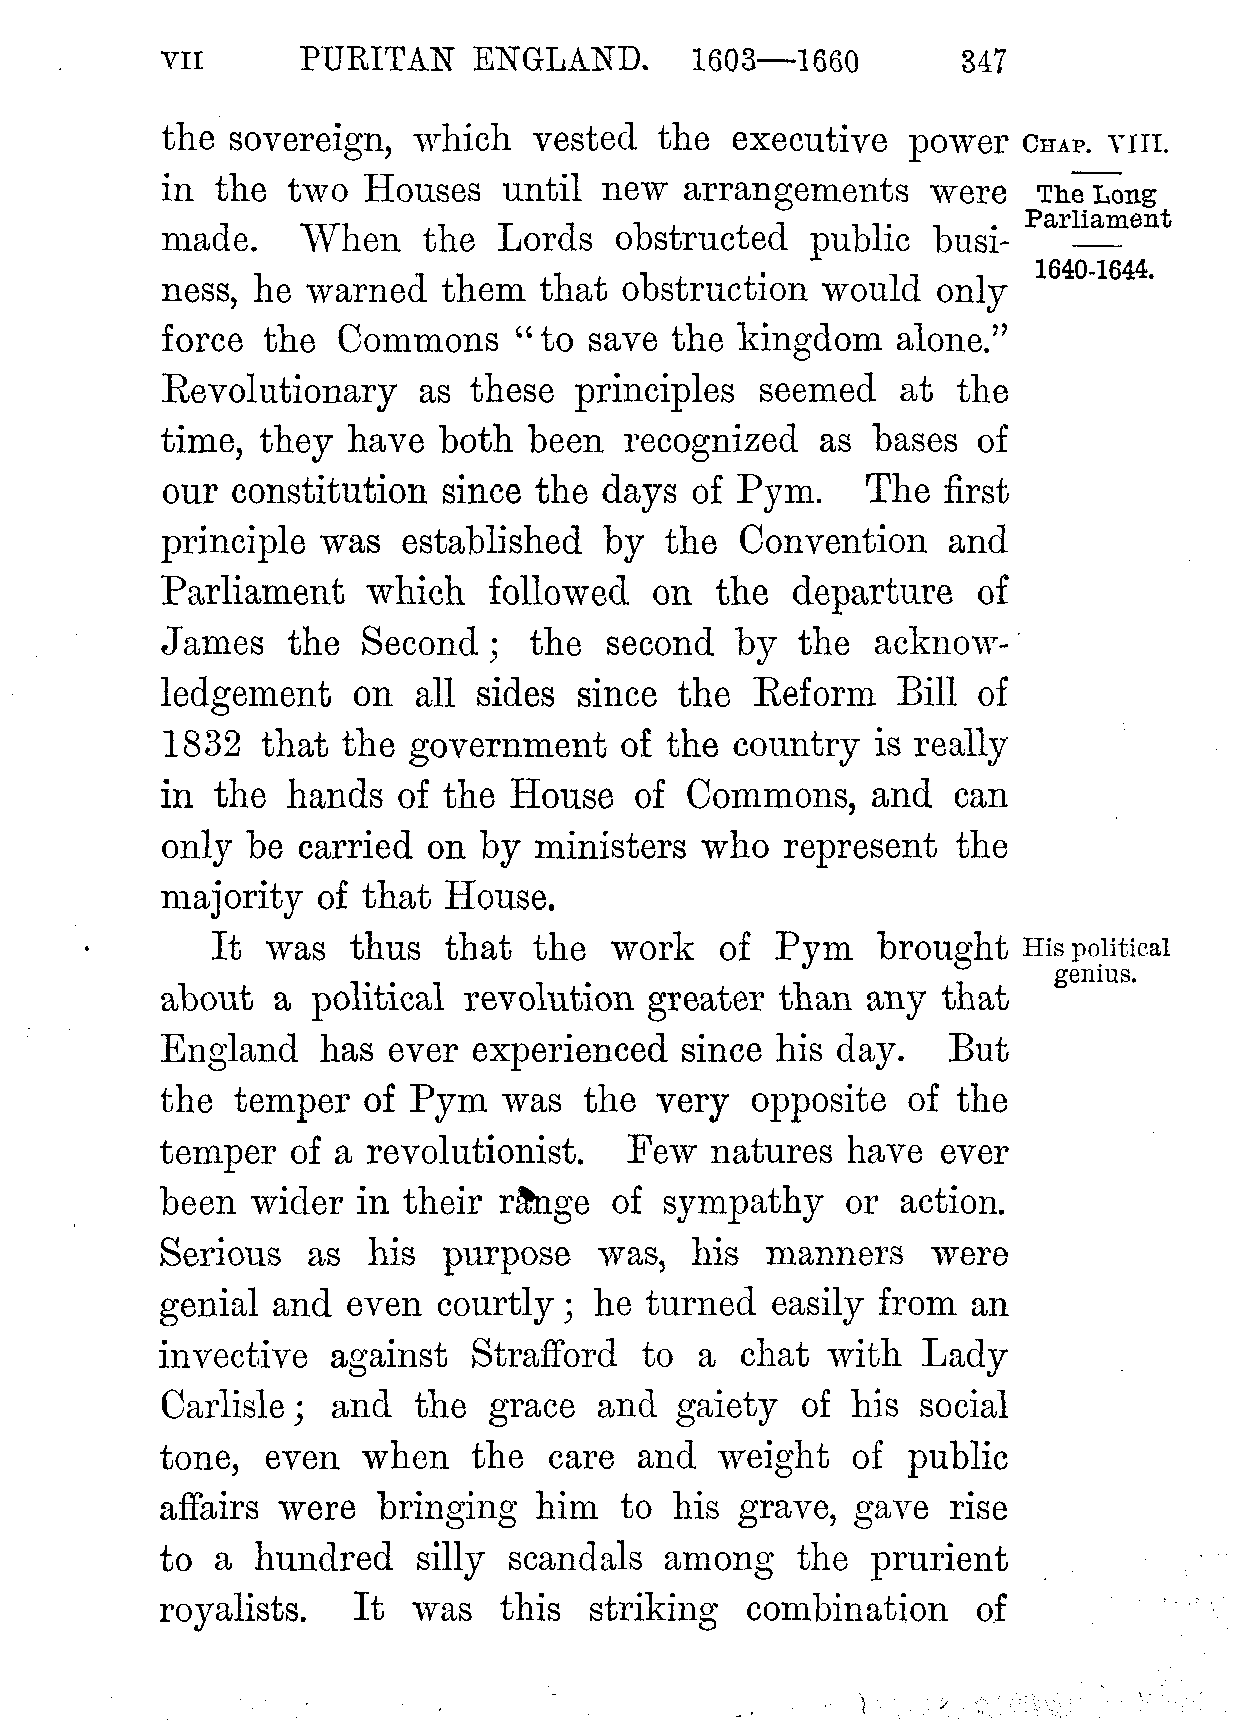 VII PURITAN ENGLAND. 1603—1660 347
the sovereign, which vested the executive power
in the two Houses until new arrangements were
made. When the Lords obstructed public busi-
ness, he warned them that obstruction would only
force the Commons “to save the kingdom alone.”
Revolutionary as these principles seemed at the
time, they have both been recognized as bases of
our constitution since the days of Pym. The first
principle was established by the Convention and
Parliament which followed on the departure of
James the Second; the second by the acknow-
ledgement on all sides since the Reform Bill of
1832 that the government of the country is really
in the hands of the House of Commons, and can
only be carried on by ministers who represent the
majority of that House.
It was thus that the work of Pym brought
about a political revolution greater than any that
England has ever experienced since his day. But
the temper of Pym was the very opposite of the
temper of a revolutionist. Few natures have ever
been wider in their range of sympathy or action.
Serious as his purpose was, his manners were
genial and even courtly; he turned easily from an
invective against Strafford to a chat with Lady
Carlisle; and the grace and gaiety of his social
tone, even when the care and weight of public
affairs were bringing him to his grave, gave rise
to a hundred silly scandals among the prurient
royalists. It was this striking combination of
CHAP. VIII.
The Long
Parliament
1640-1644.
His political
genius.